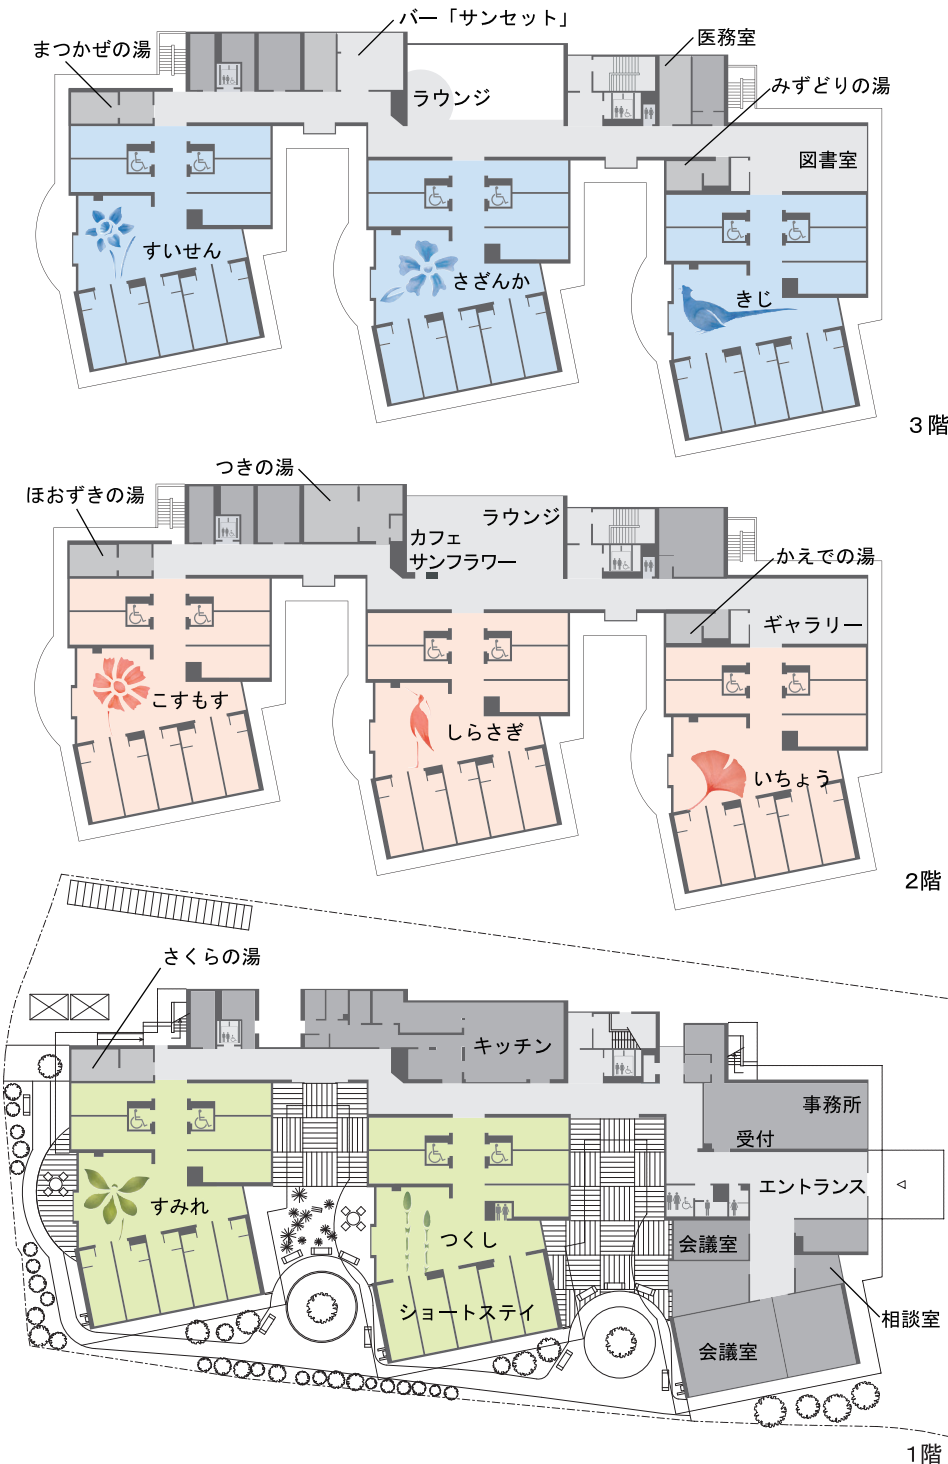 バー「サンセット」
まつかぜの湯
医務室
みずどりの湯
ラウンジ
図書室
すいせん
さざんか
きじ
3階
つきの湯
ほおずきの湯
ラウンジ
カフェ
サンフラワー
かえでの湯
ギャラリー
こすもす
しらさぎ
いちょう
2階
さくらの湯
キッチン
事務所
受付
エントランス
すみれ
つくし
会議室
ショートステイ
相談室
会議室
1階